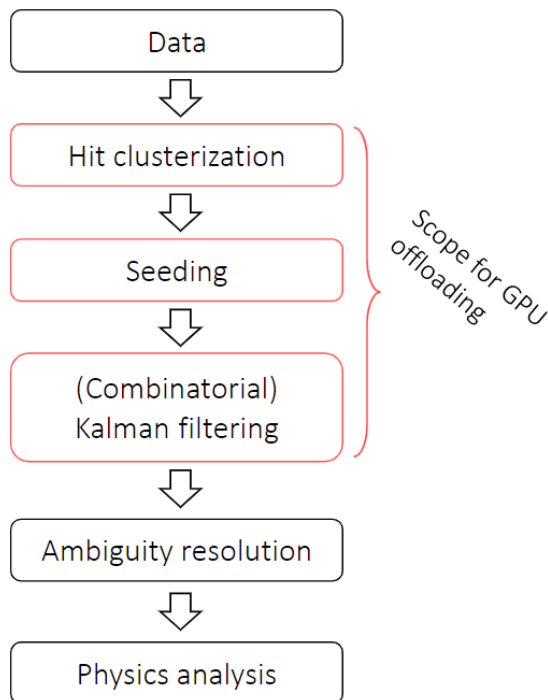 Data
Hit clusterization
Seeding
(Combinatorial)
Kalman filtering
Scope for GPU
offloading
Ambiguity resolution
Physics analysis